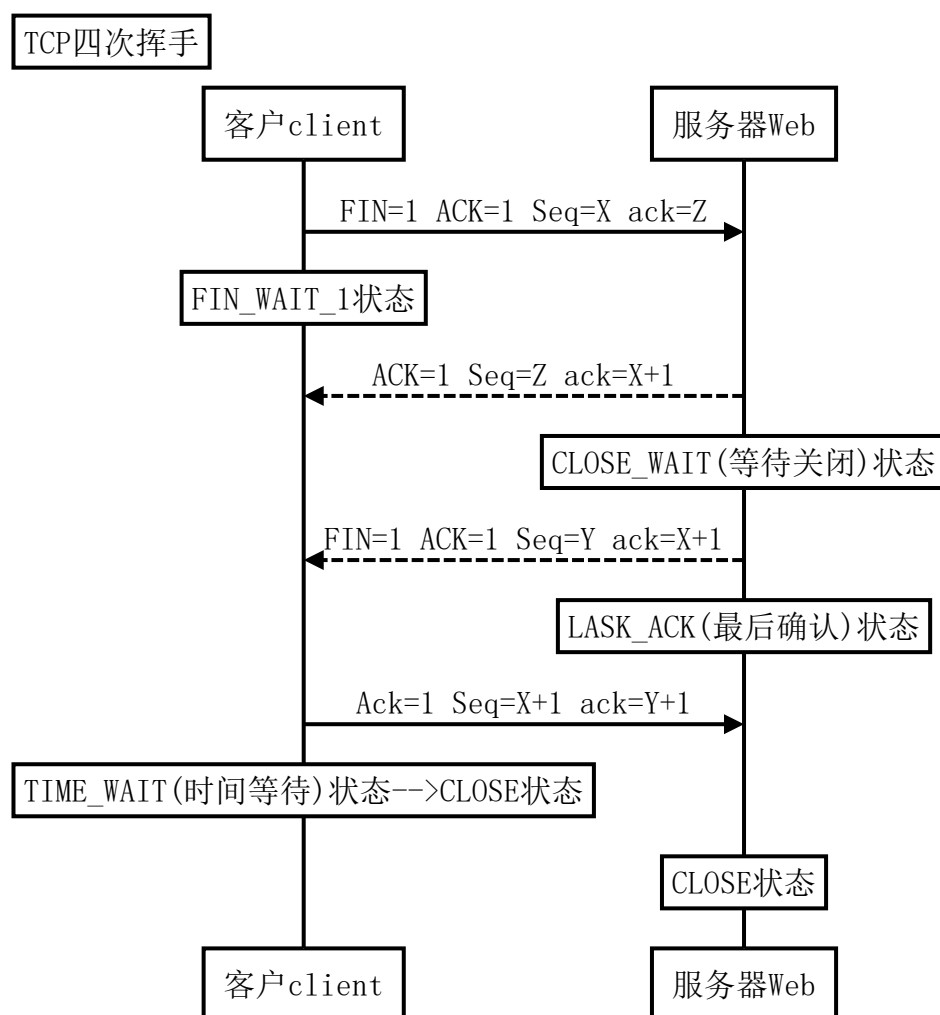 TCP四次挥手
客户client
服务器Web
FIN=1 ACK=1 Seq=X ack=Z
FIN_WAIT_1状态
ACK=1 Seq=Z ack=X+1
CLOSE_WAIT(等待关闭)状态
FIN=1 ACK=1 Seq=Y ack=X+1
LASK_ACK(最后确认)状态
Ack=1 Seq=X+1 ack=Y+1
TIME_WAIT(时间等待)状态-->CLOSE状态
CLOSE状态
客户client
服务器Web